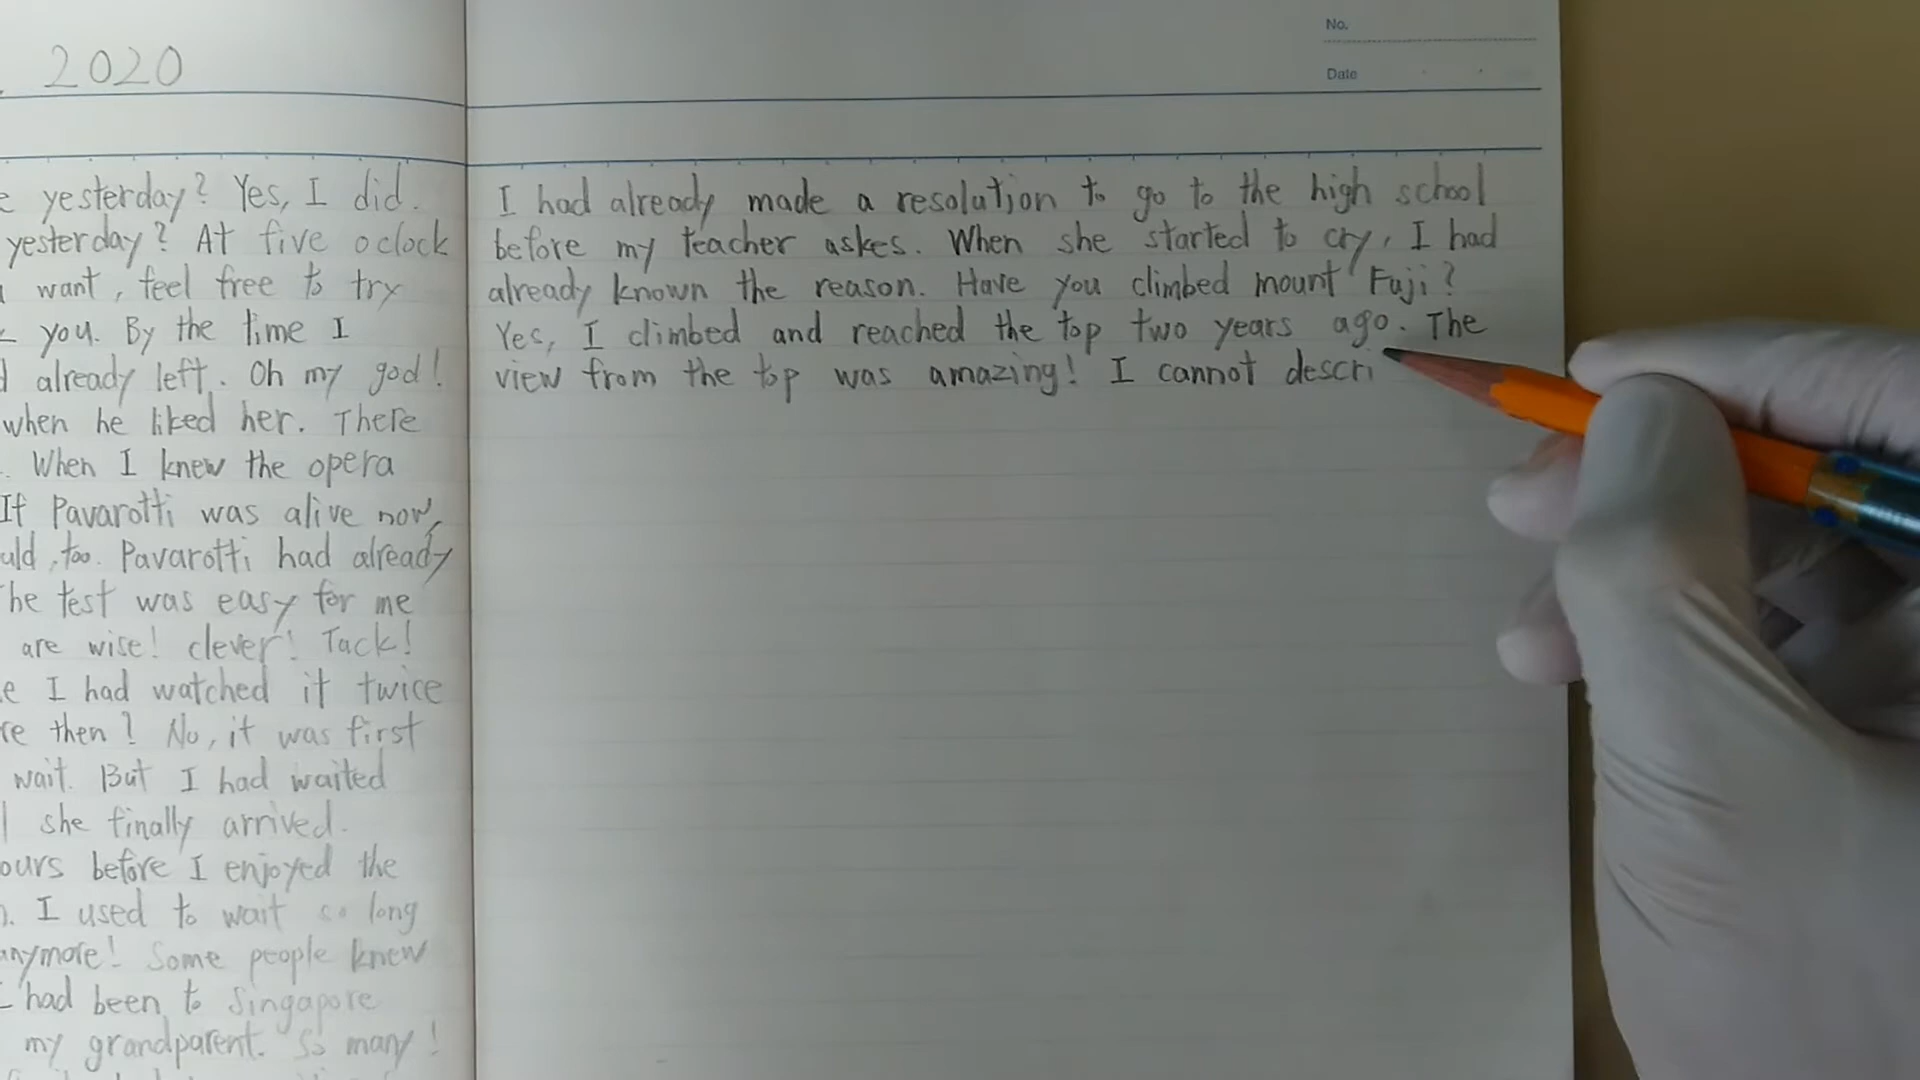 2020
yesterday? Yes, I did.
yesterday? At five oclock
want, feel free to try
you. By the time I
already left. Oh my god!
when he liked her. There
. When I knew the opera
If Pavarotti was alive now,
uld, too. Pavarotti had already
he test was easy for me
are wise! clever! Tack!
e I had watched it twice
re then? No, it was first
wait. But I had waited
she finally arrived.
ours before I enjoyed the
. I used to wait so long
anymore! Some people knew
had been to Singapore
my grandparent. So many!
No.
Date
I had already made a resolution to go to the high school
before my teacher askes. When she started to cry, I had
already known the reason. Have you climbed mount Fuji?
Yes, I climbed and reached the top two years ago. The
view from the top was amazing! I cannot descri